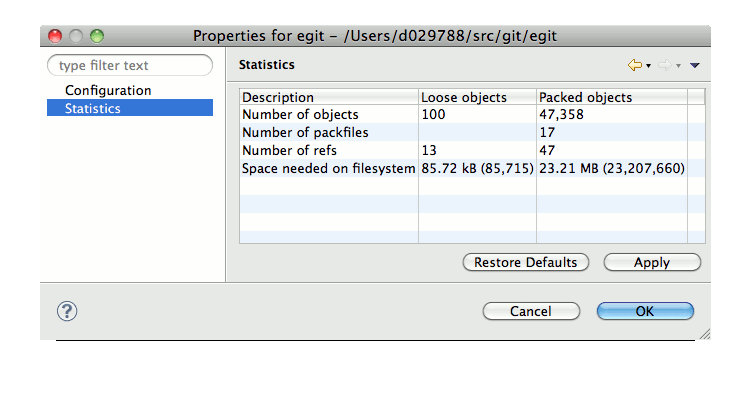 Properties for egit – /Users/d029788/src/git/egit
type filter text
Configuration
Statistics
Statistics
Description Loose objects Packed objects
Number of objects 100 47,358
Number of packfiles 17
Number of refs 13 47
Space needed on filesystem 85.72 kB (85,715) 23.21 MB (23,207,660)
Restore Defaults Apply
? Cancel OK